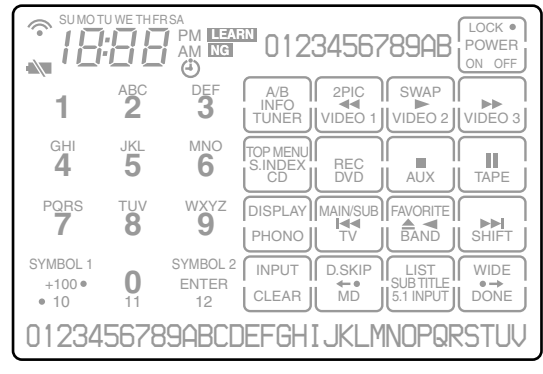 SU MO TU WE TH FR SA
18:88 PM LEARN
AM NG
0123456789AB
LOCK
POWER
ON OFF
1
ABC
2
DEF
3
A/B
INFO
TUNER
2PIC
VIDEO 1
SWAP
VIDEO 2
VIDEO 3
GHI
4
JKL
5
MNO
6
TOP MENU
S.INDEX
CD
REC
DVD
AUX
TAPE
PQRS
7
TUV
8
WXYZ
9
DISPLAY
PHONO
MAIN/SUB
TV
FAVORITE
BAND
SHIFT
SYMBOL 1
+100
10
0
11
SYMBOL 2
ENTER
12
INPUT
CLEAR
D.SKIP
MD
LIST
SUB TITLE
5.1 INPUT
WIDE
DONE
0123456789ABCDEFGHIJKLMNOPQRSTUV